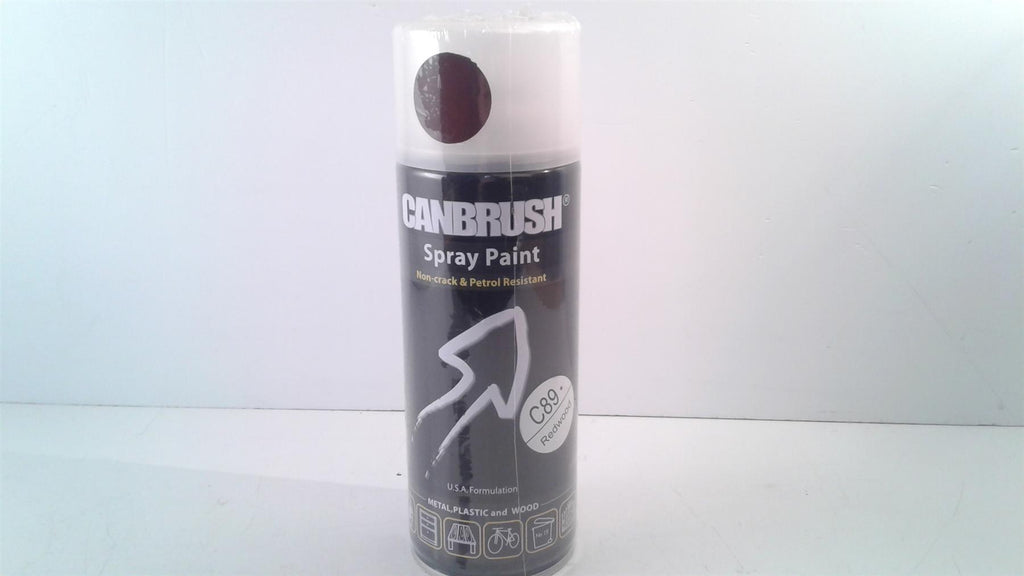 CANBRUSH®
Spray Paint
Non-crack & Petrol Resistant
C89 -
Redwood
U.S.A. Formulation
METAL, PLASTIC and WOOD